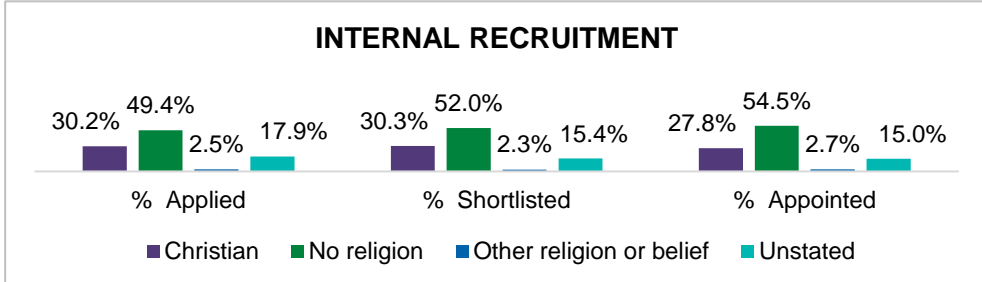 INTERNAL RECRUITMENT
30.2% 49.4% 2.5% 17.9% 30.3% 52.0% 2.3% 15.4% 27.8% 54.5% 2.7% 15.0%
% Applied % Shortlisted % Appointed
Christian No religion Other religion or belief Unstated